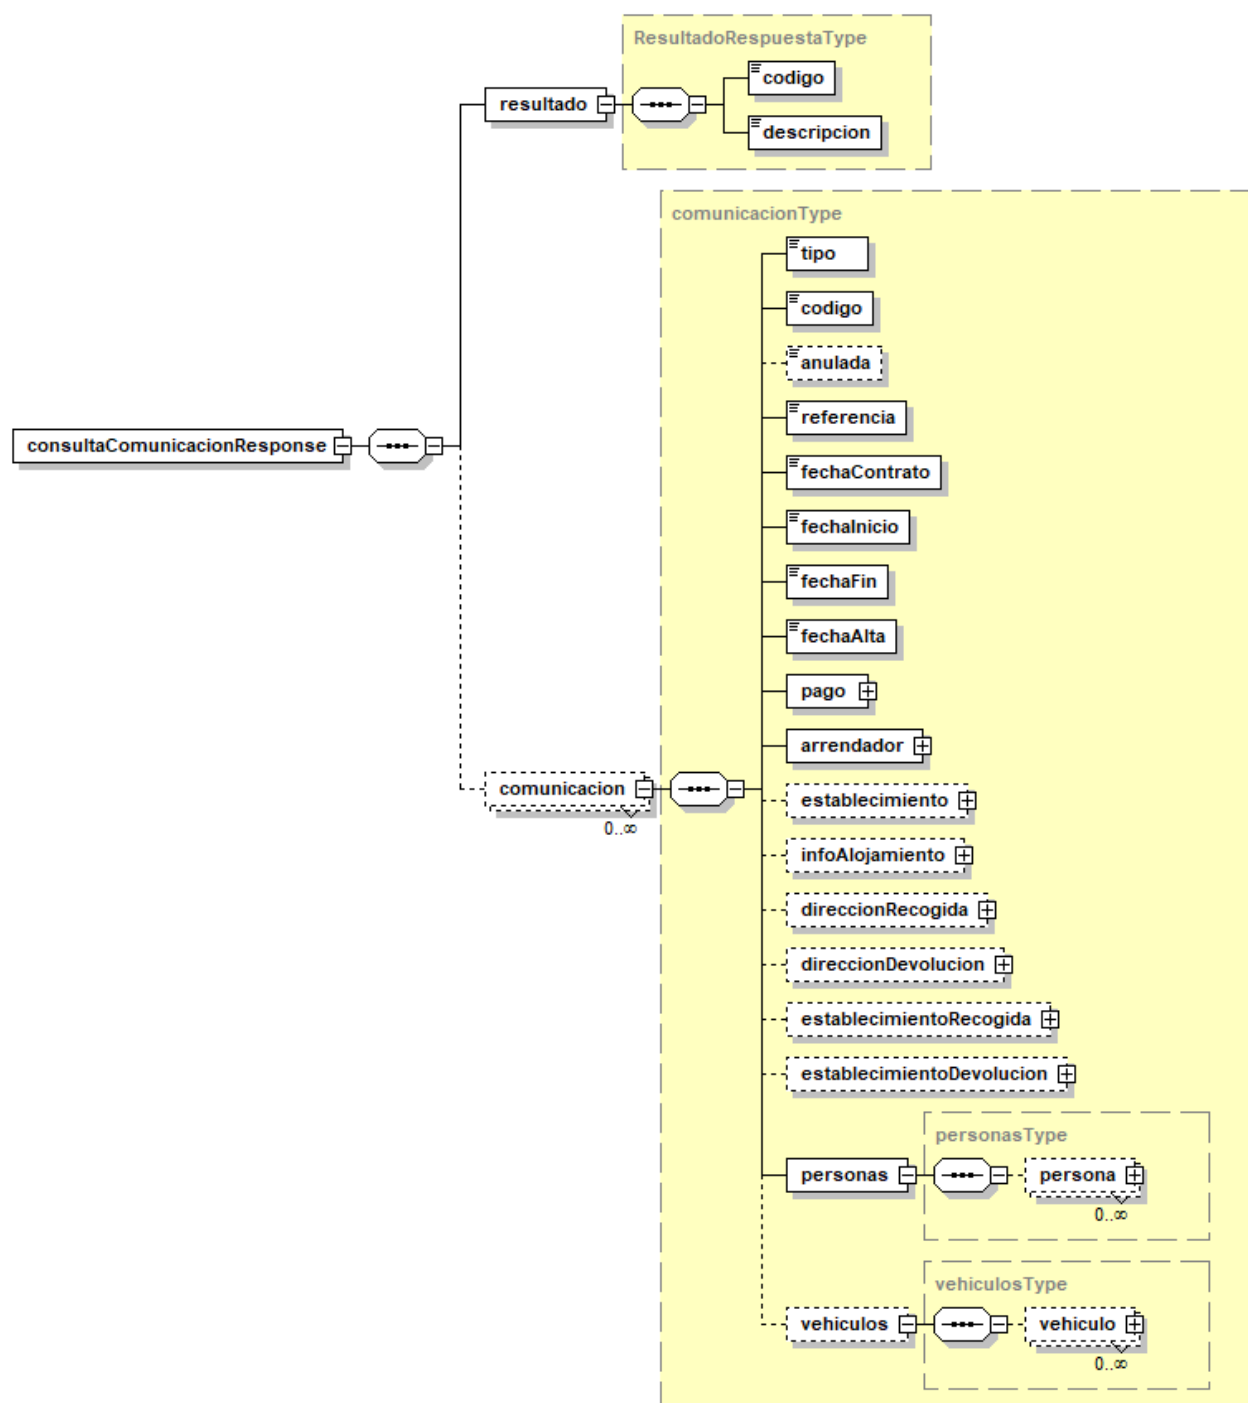 ResultadoRespuestaType
codigo
resultado
descripcion
comunicacionType
tipo
codigo
anulada
referencia
consultaComunicacionResponse
fechaContrato
fechaInicio
fechaFin
fechaAlta
pago
arrendador
comunicacion
0..∞
establecimiento
infoAlojamiento
direccionRecogida
direccionDevolucion
establecimientoRecogida
establecimientoDevolucion
personasType
personas
persona
0..∞
vehiculosType
vehiculos
vehiculo
0..∞